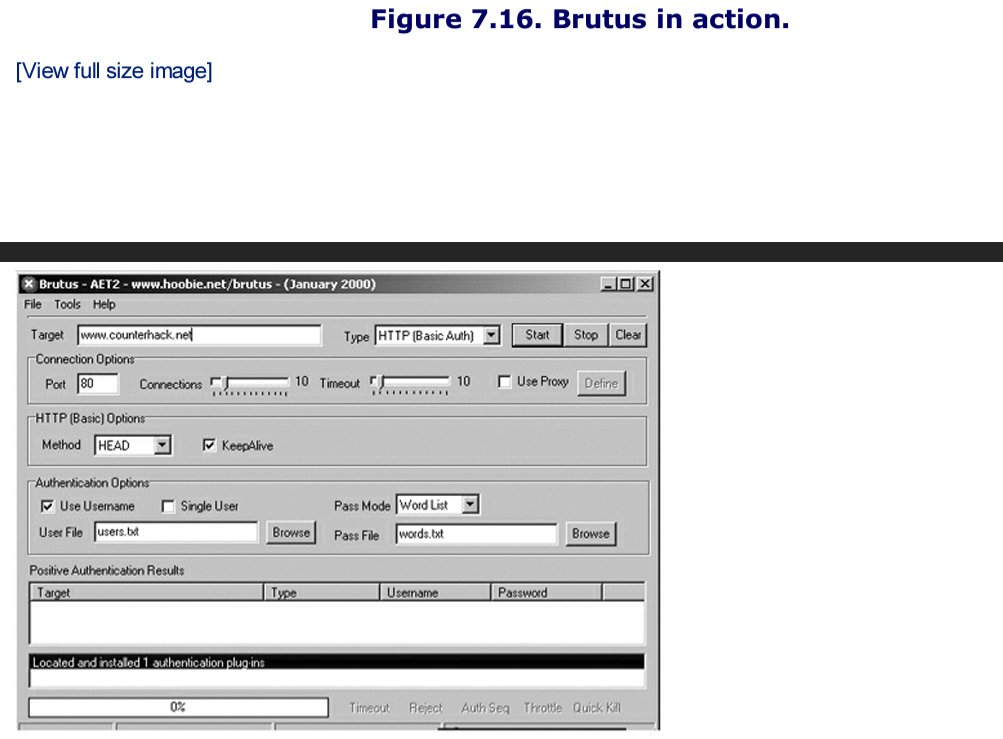 Figure 7.16. Brutus in action.
[View full size image]
Brutus - AET2 - www.hoobie.net/brutus - (January 2000)
File Tools Help
Target www.counterhack.net Type HTTP (Basic Auth) Start Stop Clear
Connection Options
Port 80 Connections 10 Timeout 10 Use Proxy Define
HTTP (Basic) Options
Method HEAD KeepAlive
Authentication Options
Use Username Single User Pass Mode Word List
User File users.txt Browse Pass File words.txt Browse
Positive Authentication Results
Target Type Username Password
Located and installed 1 authentication plug-ins
0% Timeout Reject Auth Seq Throttle Quick Kill